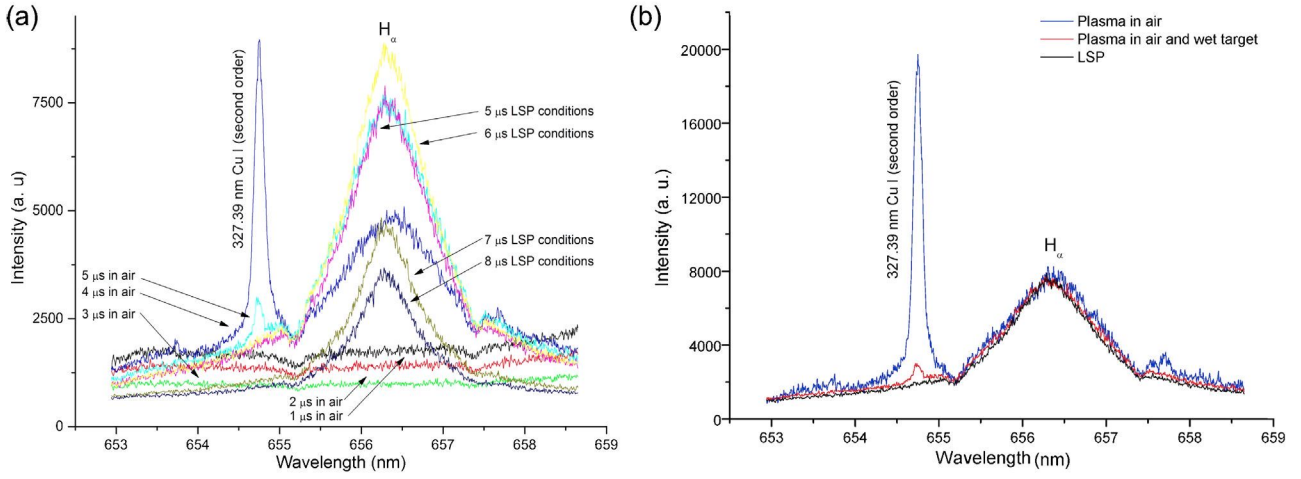 (a)
Intensity (a. u)
7500
5000
2500
0
653
654
655
656
657
658
659
Wavelength (nm)
327.39 nm Cu I (second order)
Hα
5 μs LSP conditions
6 μs LSP conditions
7 μs LSP conditions
8 μs LSP conditions
5 μs in air
4 μs in air
3 μs in air
2 μs in air
1 μs in air
(b)
Intensity (a. u.)
20000
16000
12000
8000
4000
0
653
654
655
656
657
658
659
Wavelength (nm)
327.39 nm Cu I (second order)
Hα
Plasma in air
Plasma in air and wet target
LSP